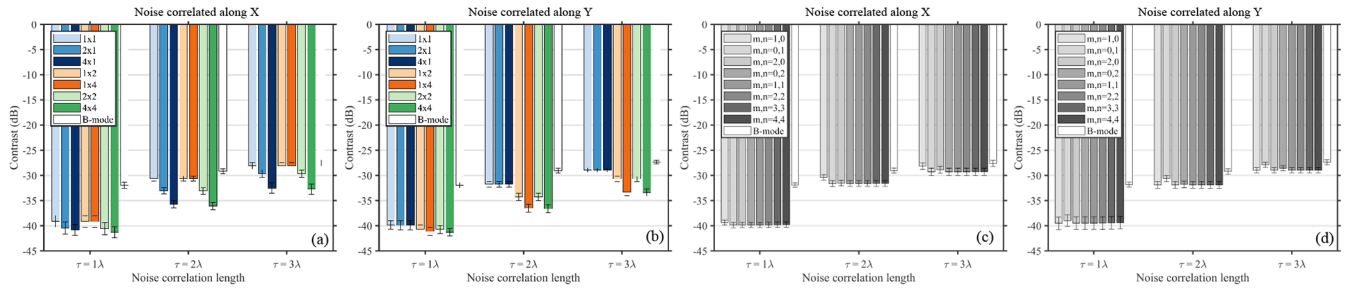 Noise correlated along X
0
-5
-10
-15
-20
-25
-30
-35
-40
-45
Contrast (dB)
1x1
2x1
4x1
1x2
1x4
2x2
4x4
B-mode
(a)
τ = 1λ
τ = 2λ
τ = 3λ
Noise correlation length
Noise correlated along Y
0
-5
-10
-15
-20
-25
-30
-35
-40
-45
Contrast (dB)
1x1
2x1
4x1
1x2
1x4
2x2
4x4
B-mode
(b)
τ = 1λ
τ = 2λ
τ = 3λ
Noise correlation length
Noise correlated along X
0
-5
-10
-15
-20
-25
-30
-35
-40
-45
Contrast (dB)
m,n=1,0
m,n=0,1
m,n=2,0
m,n=0,2
m,n=1,1
m,n=2,2
m,n=3,3
m,n=4,4
B-mode
(c)
τ = 1λ
τ = 2λ
τ = 3λ
Noise correlation length
Noise correlated along Y
0
-5
-10
-15
-20
-25
-30
-35
-40
-45
Contrast (dB)
m,n=1,0
m,n=0,1
m,n=2,0
m,n=0,2
m,n=1,1
m,n=2,2
m,n=3,3
m,n=4,4
B-mode
(d)
τ = 1λ
τ = 2λ
τ = 3λ
Noise correlation length